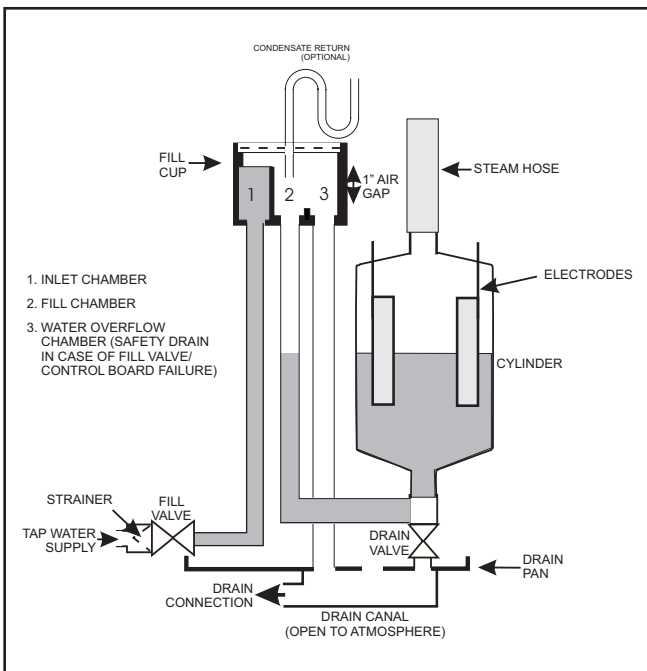 CONDENSATE RETURN
(OPTIONAL)
FILL
CUP
1
2
3
1” AIR
GAP
STEAM HOSE
ELECTRODES
1. INLET CHAMBER
2. FILL CHAMBER
3. WATER OVERFLOW
CHAMBER (SAFETY DRAIN
IN CASE OF FILL VALVE/
CONTROL BOARD FAILURE)
CYLINDER
STRAINER
FILL
VALVE
TAP WATER
SUPPLY
DRAIN
VALVE
DRAIN
PAN
DRAIN
CONNECTION
DRAIN CANAL
(OPEN TO ATMOSPHERE)